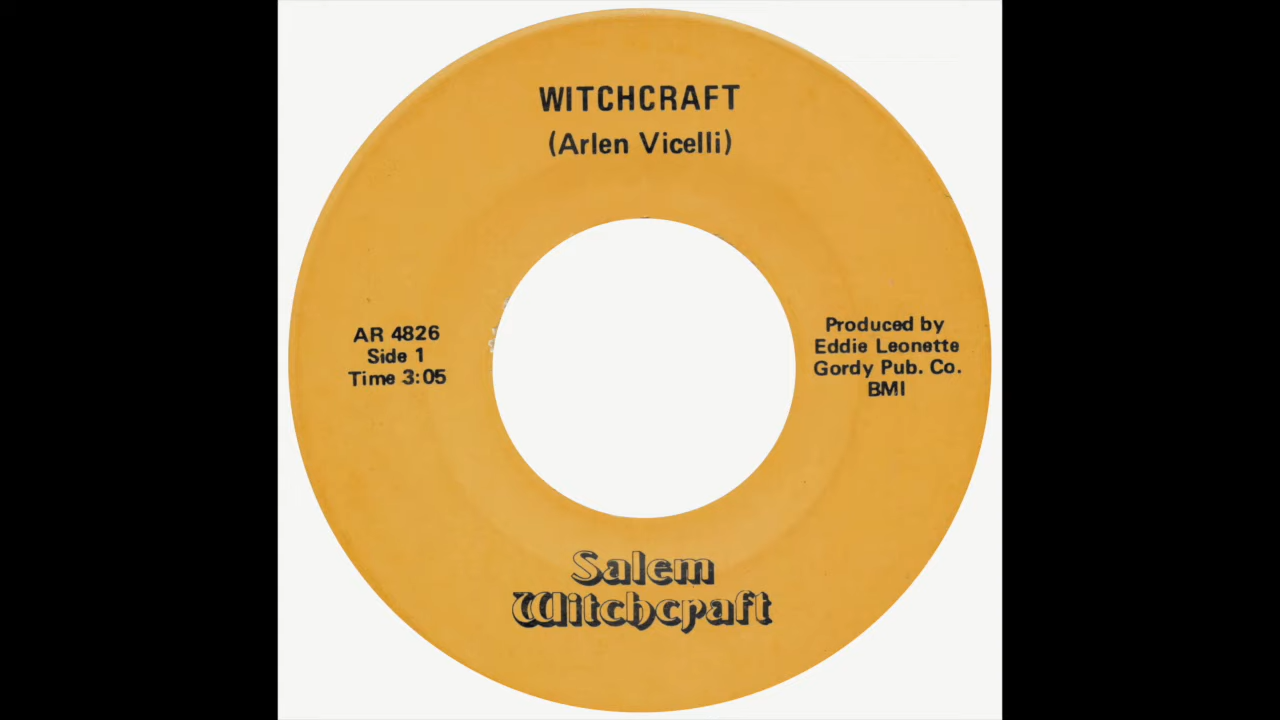 WITCHCRAFT
(Arlen Vicelli)
AR 4826
Side 1
Time 3:05
Produced by
Eddie Leonette
Gordy Pub. Co.
BMI
Salem
Witchcraft